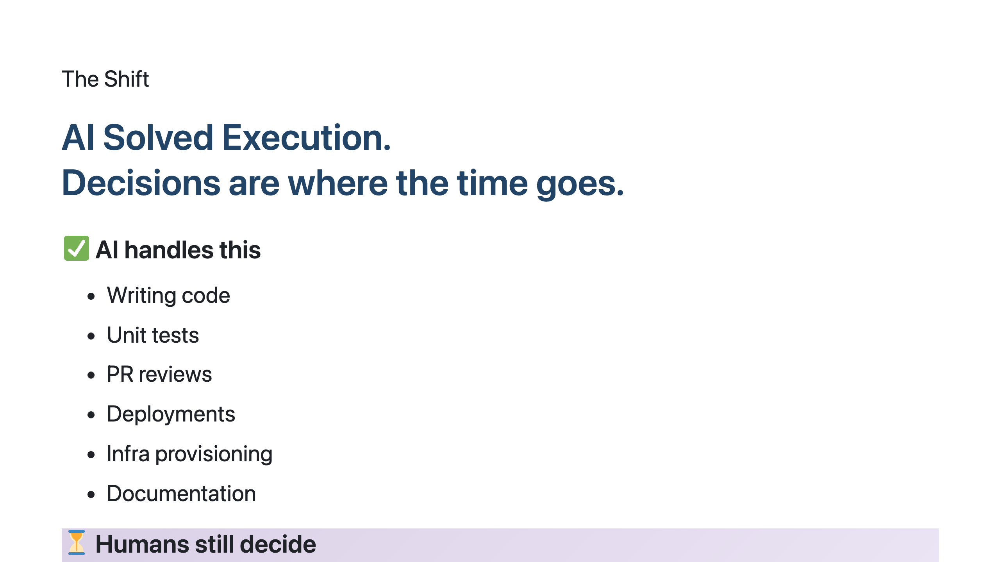 The Shift
AI Solved Execution.
Decisions are where the time goes.
✅ AI handles this
• Writing code
• Unit tests
• PR reviews
• Deployments
• Infra provisioning
• Documentation
⏳ Humans still decide